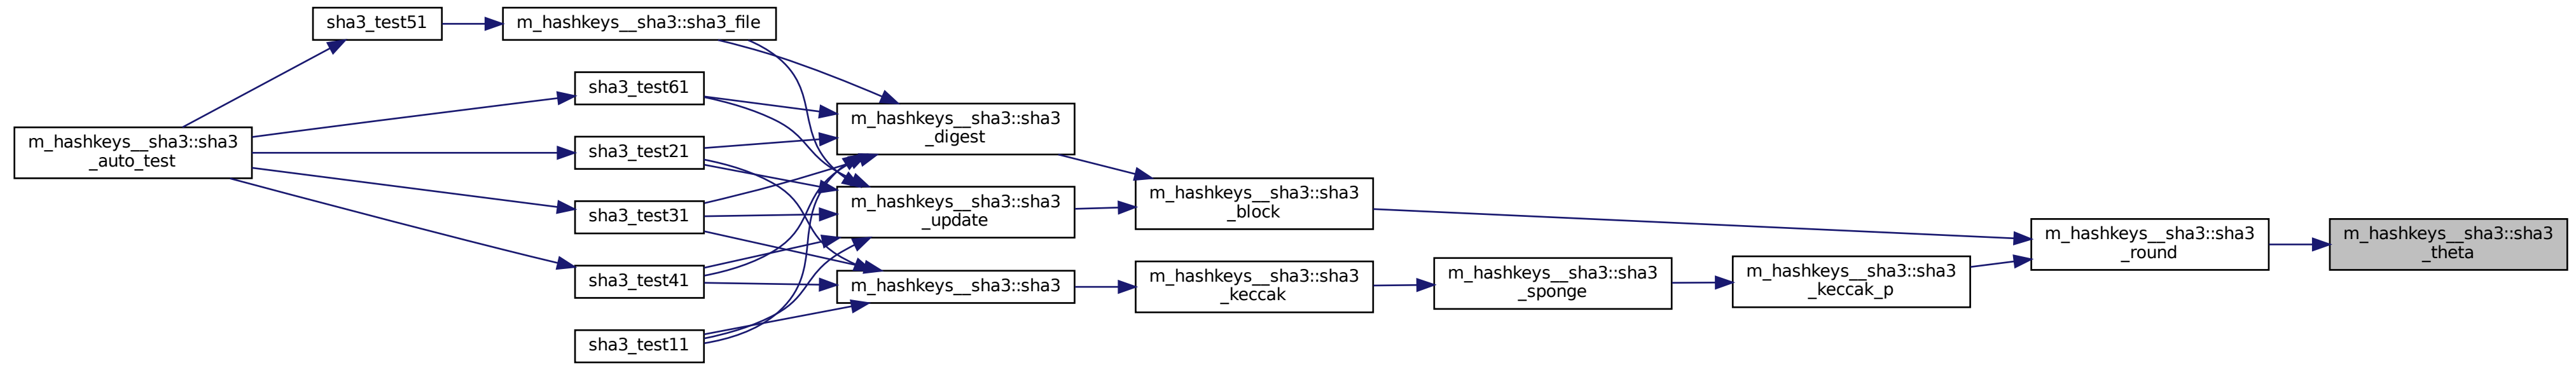 sha3_test51
m_hashkeys__sha3::sha3_file
sha3_test61
m_hashkeys__sha3::sha3
_digest
m_hashkeys__sha3::sha3
_auto_test
sha3_test21
m_hashkeys__sha3::sha3
_block
sha3_test31
m_hashkeys__sha3::sha3
_update
m_hashkeys__sha3::sha3
_round
m_hashkeys__sha3::sha3
_theta
sha3_test41
m_hashkeys__sha3::sha3
m_hashkeys__sha3::sha3
_keccak
m_hashkeys__sha3::sha3
_sponge
m_hashkeys__sha3::sha3
_keccak_p
sha3_test11